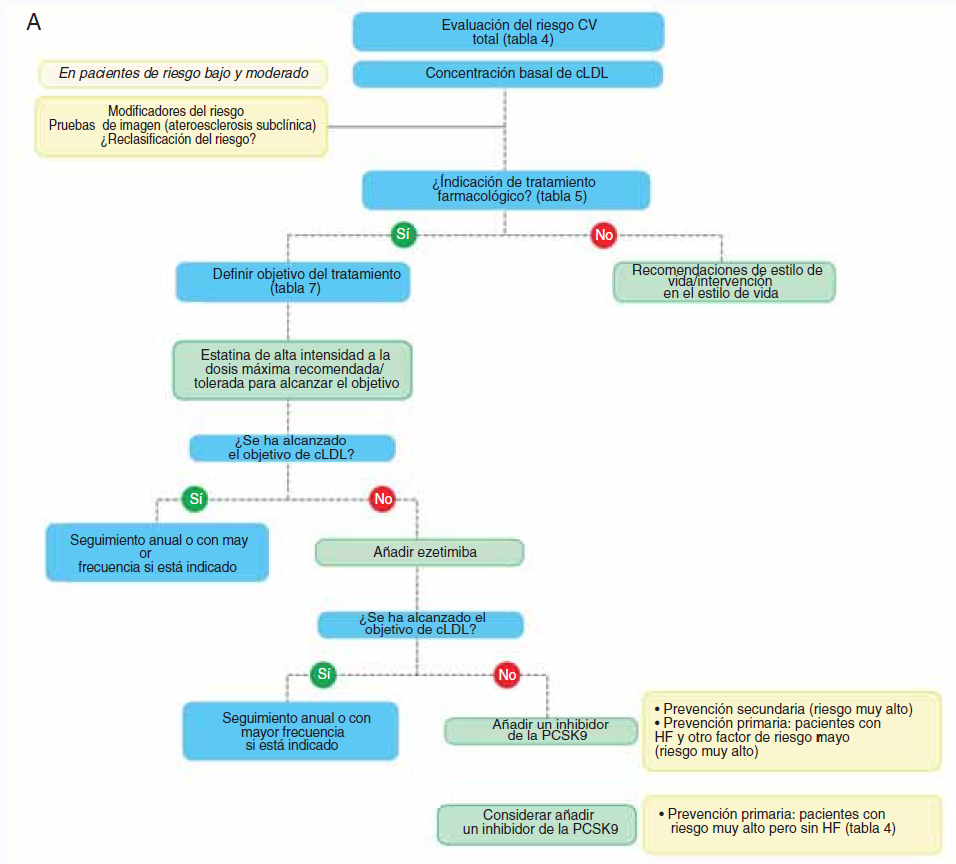 A
Evaluación del riesgo CV
total (tabla 4)
En pacientes de riesgo bajo y moderado
Concentración basal de cLDL
Modificadores del riesgo
Pruebas de imagen (ateroesclerosis subclínica)
¿Reclasificación del riesgo?
¿Índicación de tratamiento
farmacológico? (tabla 5)
Sí
No
Definir objetivo del tratamiento
(tabla 7)
Recomendaciones de estilo de
vida/intervención
en el estilo de vida
Estatina de alta intensidad a la
dosis máxima recomendada/
tolerada para alcanzar el objetivo
¿Se ha alcanzado
el objetivo de cLDL?
Sí
No
Seguimiento anual o con may
or
frecuencia si está indicado
Añadir ezetimiba
¿Se ha alcanzado el
objetivo de cLDL?
Sí
No
Seguimiento anual o con
mayor frecuencia
si está indicado
Añadir un inhibidor
de la PCSK9
• Prevención secundaria (riesgo muy alto)
• Prevención primaria: pacientes con
HF y otro factor de riesgo rmayo
(riesgo muy alto)
Considerar añadir
un inhibidor de la PCSK9
• Prevención primaria: pacientes con
riesgo muy alto pero sin HF (tabla 4)